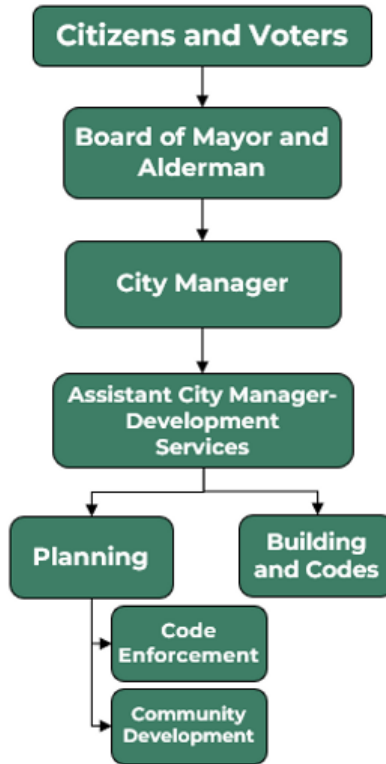 Citizens and Voters
Board of Mayor and
Alderman
City Manager
Assistant City Manager-
Development
Services
Planning
Building
and Codes
Code
Enforcement
Community
Development